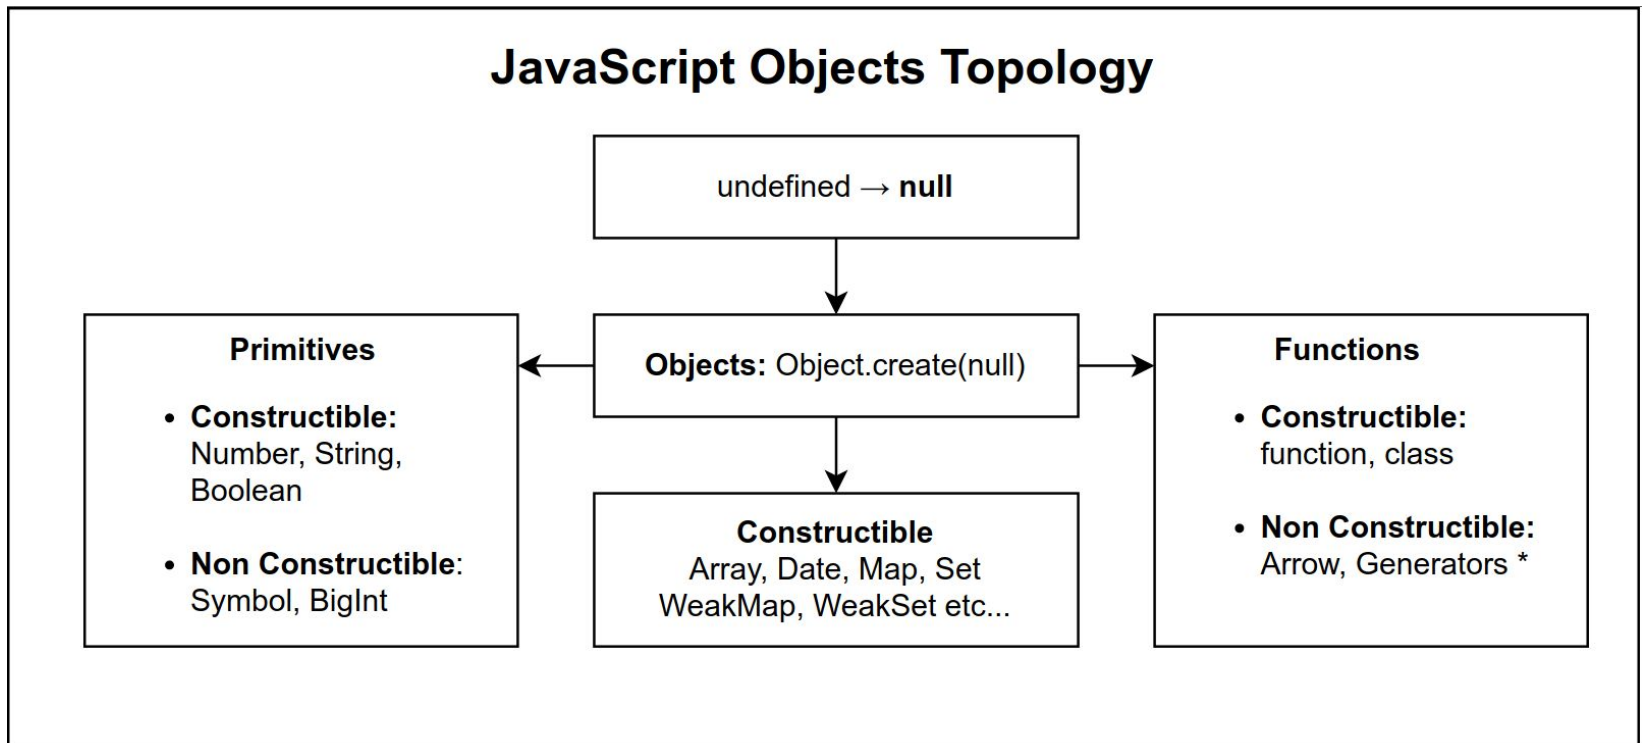 JavaScript Objects Topology
undefined → null
Primitives
• Constructible:
Number, String,
Boolean
• Non Constructible:
Symbol, BigInt
Objects: Object.create(null)
Constructible
Array, Date, Map, Set
WeakMap, WeakSet etc...
Functions
• Constructible:
function, class
• Non Constructible:
Arrow, Generators *